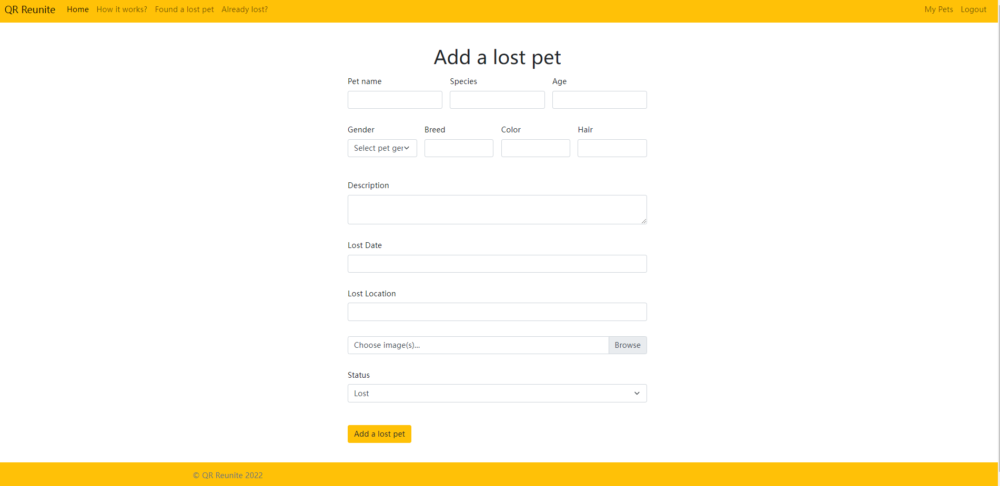 QR Reunite Home How it works? Found a lost pet Already lost? My Pets Logout
Add a lost pet
Pet name Species Age
Gender Breed Color Hair
Select pet ger
Description
Lost Date
Lost Location
Choose image(s)... Browse
Status
Lost
Add a lost pet
© QR Reunite 2022